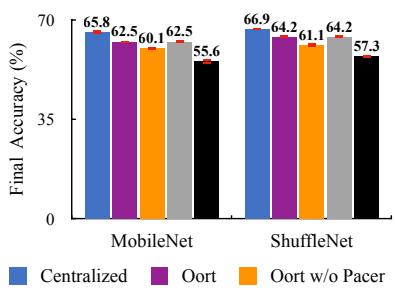 70
65.8 62.5 60.1 62.5 55.6
66.9 64.2 61.1 64.2 57.3
35
0
Final Accuracy (%)
MobileNet ShuffleNet
Centralized Oort Oort w/o Pacer